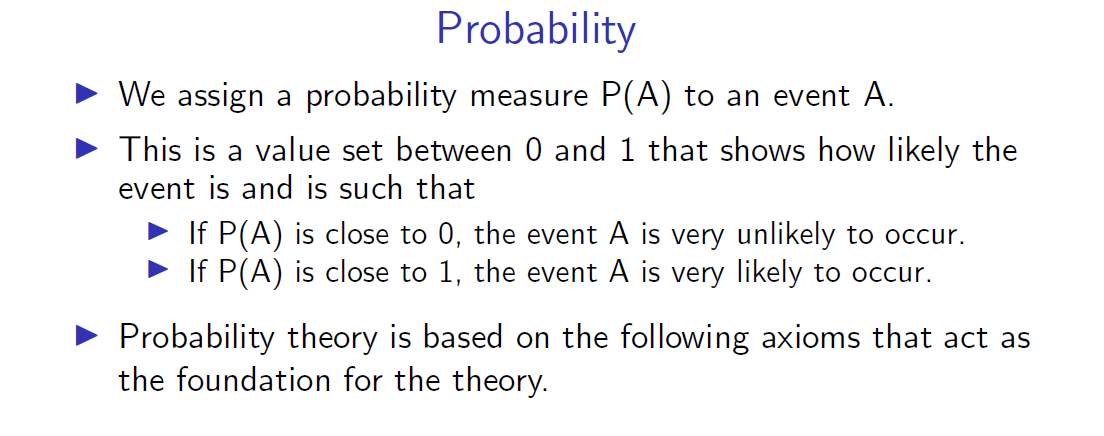 Probability
▶ We assign a probability measure P(A) to an event A.
▶ This is a value set between 0 and 1 that shows how likely the
event is and is such that
▶ If P(A) is close to 0, the event A is very unlikely to occur.
▶ If P(A) is close to 1, the event A is very likely to occur.
▶ Probability theory is based on the following axioms that act as
the foundation for the theory.